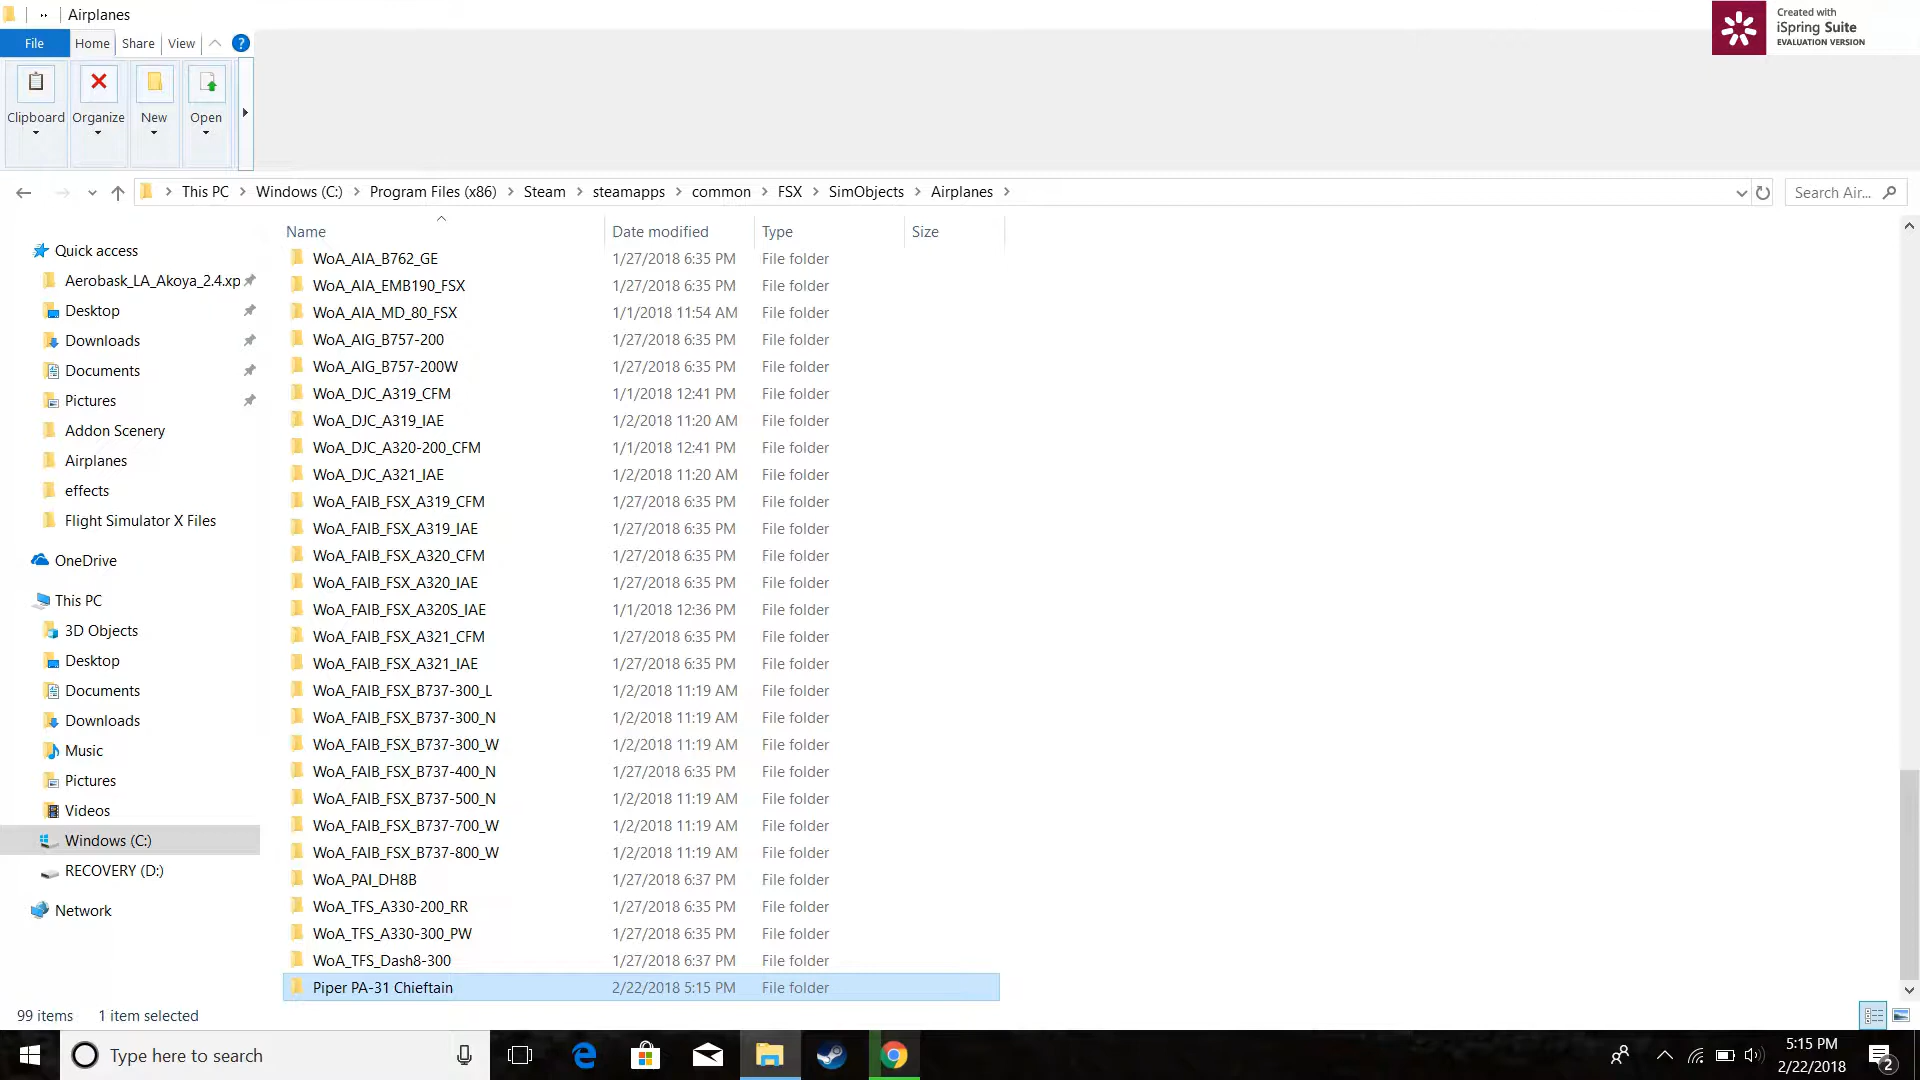 Airplanes
Created with
iSpring Suite
EVALUATION VERSION
File Home Share View
Clipboard Organize New Open
This PC Windows (C:) Program Files (x86) Steam steamapps common FSX SimObjects Airplanes
Search Air...
Name Date modified Type Size
Quick access
Aerobask_LA_Akoya_2.4.xp
Desktop
Downloads
Documents
Pictures
Addon Scenery
Airplanes
effects
Flight Simulator X Files
OneDrive
This PC
3D Objects
Desktop
Documents
Downloads
Music
Pictures
Videos
Windows (C:)
RECOVERY (D:)
Network
WoA_AIA_B762_GE 1/27/2018 6:35 PM File folder
WoA_AIA_EMB190_FSX 1/27/2018 6:35 PM File folder
WoA_AIA_MD_80_FSX 1/1/2018 11:54 AM File folder
WoA_AIG_B757-200 1/27/2018 6:35 PM File folder
WoA_AIG_B757-200W 1/27/2018 6:35 PM File folder
WoA_DJC_A319_CFM 1/1/2018 12:41 PM File folder
WoA_DJC_A319_IAE 1/2/2018 11:20 AM File folder
WoA_DJC_A320-200_CFM 1/1/2018 12:41 PM File folder
WoA_DJC_A321_IAE 1/2/2018 11:20 AM File folder
WoA_FAIB_FSX_A319_CFM 1/27/2018 6:35 PM File folder
WoA_FAIB_FSX_A319_IAE 1/27/2018 6:35 PM File folder
WoA_FAIB_FSX_A320_CFM 1/27/2018 6:35 PM File folder
WoA_FAIB_FSX_A320_IAE 1/27/2018 6:35 PM File folder
WoA_FAIB_FSX_A320S_IAE 1/1/2018 12:36 PM File folder
WoA_FAIB_FSX_A321_CFM 1/27/2018 6:35 PM File folder
WoA_FAIB_FSX_A321_IAE 1/27/2018 6:35 PM File folder
WoA_FAIB_FSX_B737-300_L 1/2/2018 11:19 AM File folder
WoA_FAIB_FSX_B737-300_N 1/2/2018 11:19 AM File folder
WoA_FAIB_FSX_B737-300_W 1/2/2018 11:19 AM File folder
WoA_FAIB_FSX_B737-400_N 1/27/2018 6:35 PM File folder
WoA_FAIB_FSX_B737-500_N 1/2/2018 11:19 AM File folder
WoA_FAIB_FSX_B737-700_W 1/2/2018 11:19 AM File folder
WoA_FAIB_FSX_B737-800_W 1/2/2018 11:19 AM File folder
WoA_PAI_DH8B 1/27/2018 6:37 PM File folder
WoA_TFS_A330-200_RR 1/27/2018 6:35 PM File folder
WoA_TFS_A330-300_PW 1/27/2018 6:35 PM File folder
WoA_TFS_Dash8-300 1/27/2018 6:37 PM File folder
Piper PA-31 Chieftain 2/22/2018 5:15 PM File folder
99 items 1 item selected
Type here to search
5:15 PM
2/22/2018
2